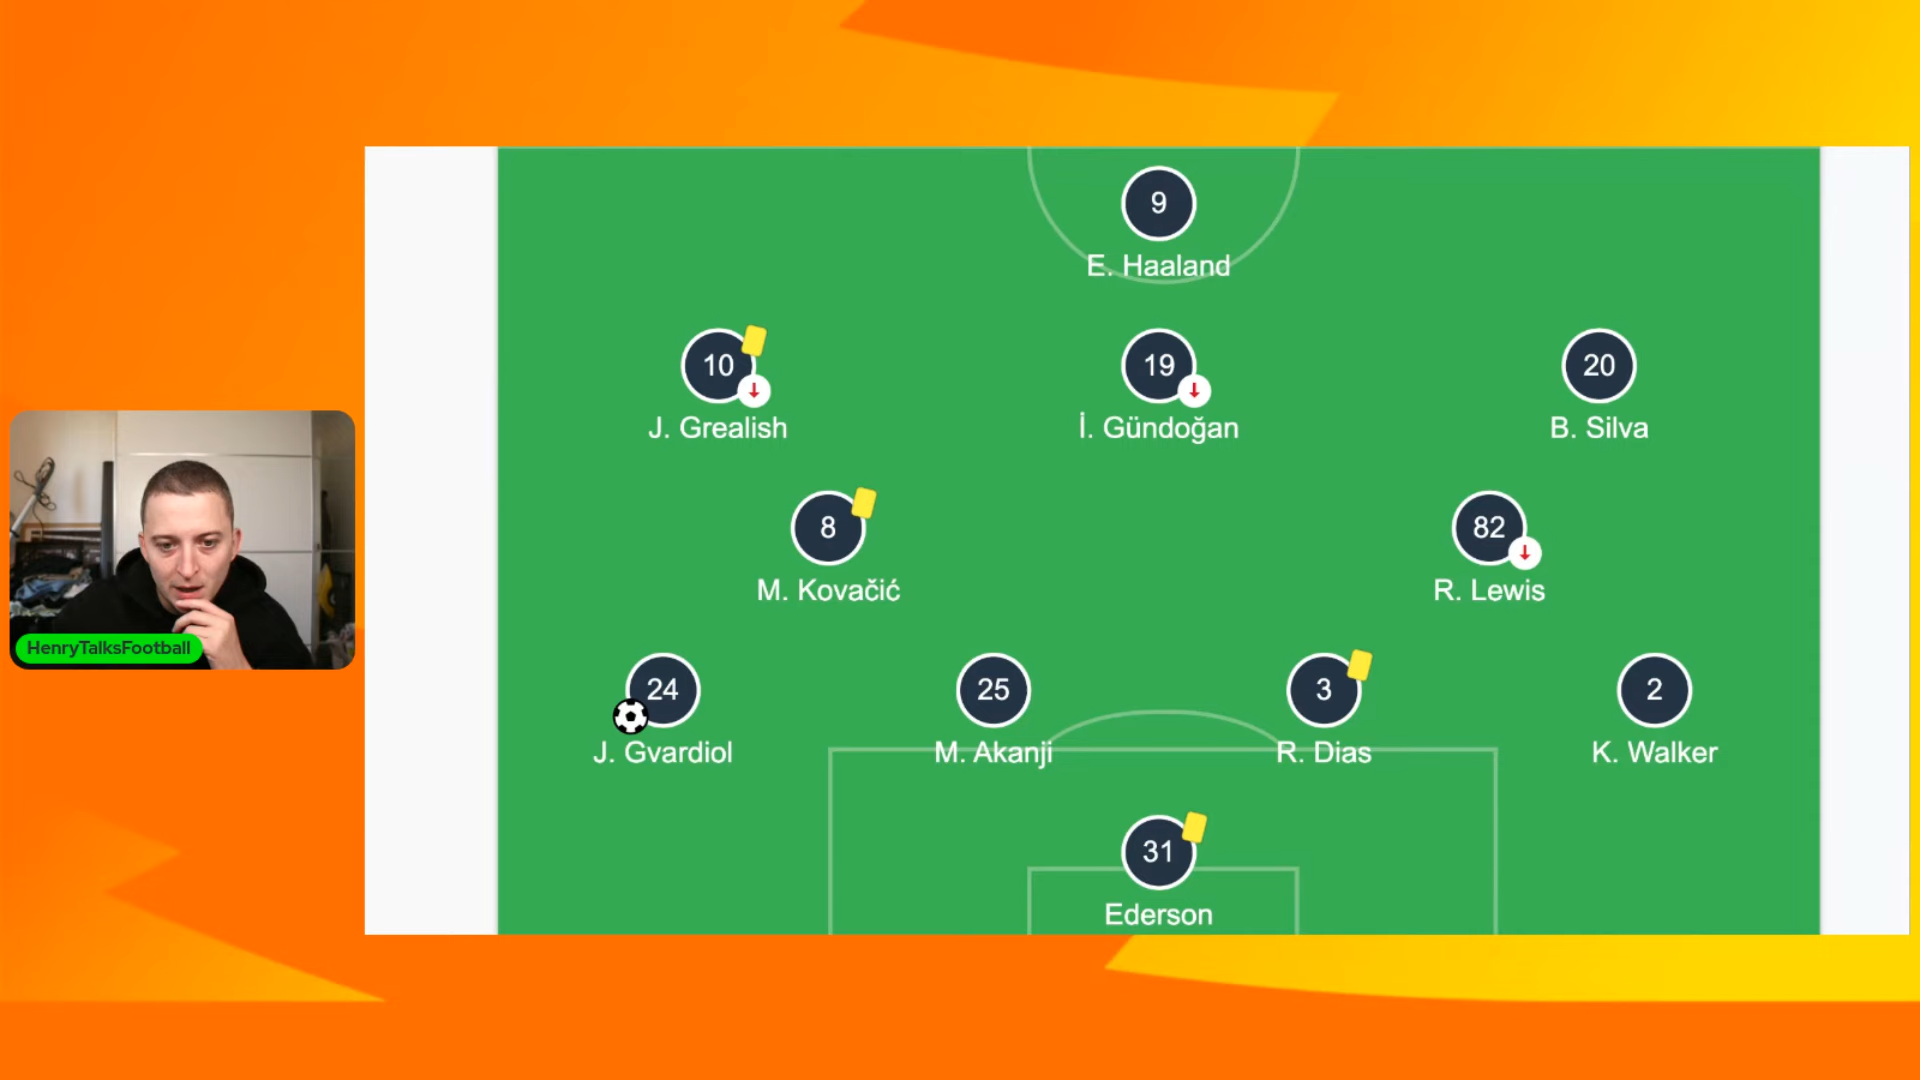 9
E. Haaland
10
19
20
J. Grealish
İ. Gündoğan
B. Silva
8
82
M. Kovačić
R. Lewis
HenryTalksFootball
24
25
3
2
J. Gvardiol
M. Akanji
R. Dias
K. Walker
31
Ederson